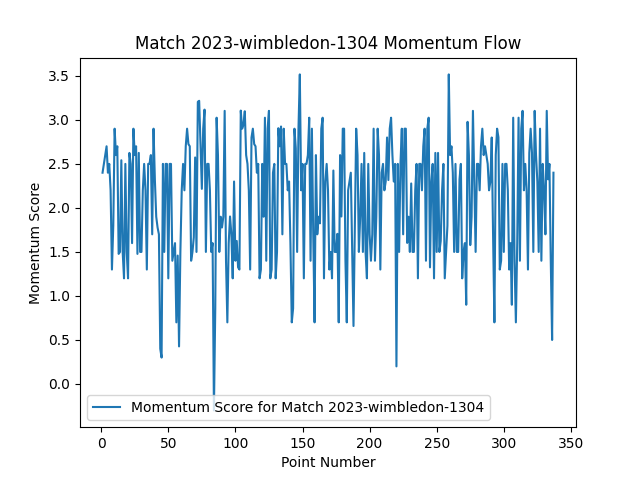 Match 2023-wimbledon-1304 Momentum Flow
3.5
3.0
2.5
2.0
1.5
1.0
0.5
0.0
Momentum Score
Momentum Score for Match 2023-wimbledon-1304
0 50 100 150 200 250 300 350
Point Number